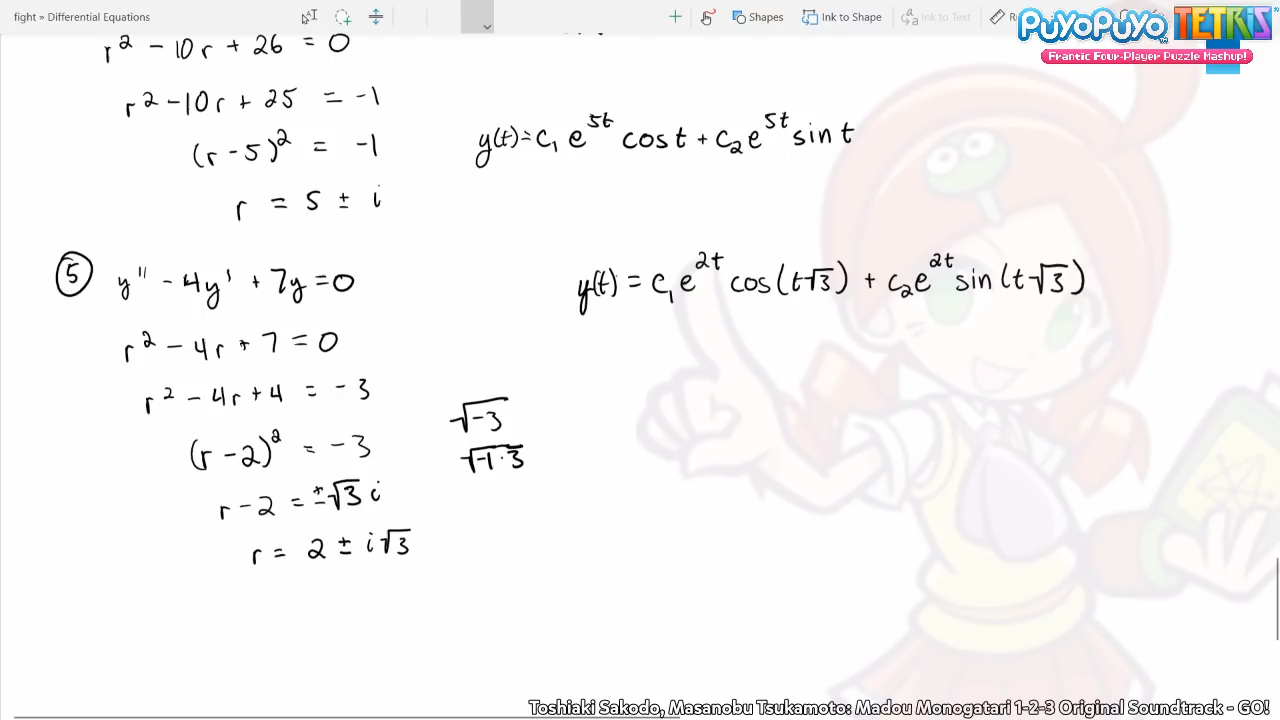 fight » Differential Equations
Shapes
Ink to Shape
Ink to Text
PUYOPUYO TETRIS
Frantic Four-Player Puzzle Mashup!
r² - 10r + 26 = 0
r² - 10r + 25 = -1
(r - 5)² = -1
r = 5 ± i
y(t) = c₁ e^5t cos t + c₂ e^5t sin t
⑤ y'' - 4y' + 7y = 0
r² - 4r + 7 = 0
r² - 4r + 4 = -3
(r - 2)² = -3
r - 2 = ±√3 i
r = 2 ± i√3
y(t) = c₁ e^2t cos(t√3) + c₂ e^2t sin(t√3)
√-3
√-1·3
Toshiaki Sakodo, Masanobu Tsukamoto: Madou Monogatari 1-2-3 Original Soundtrack - GO!